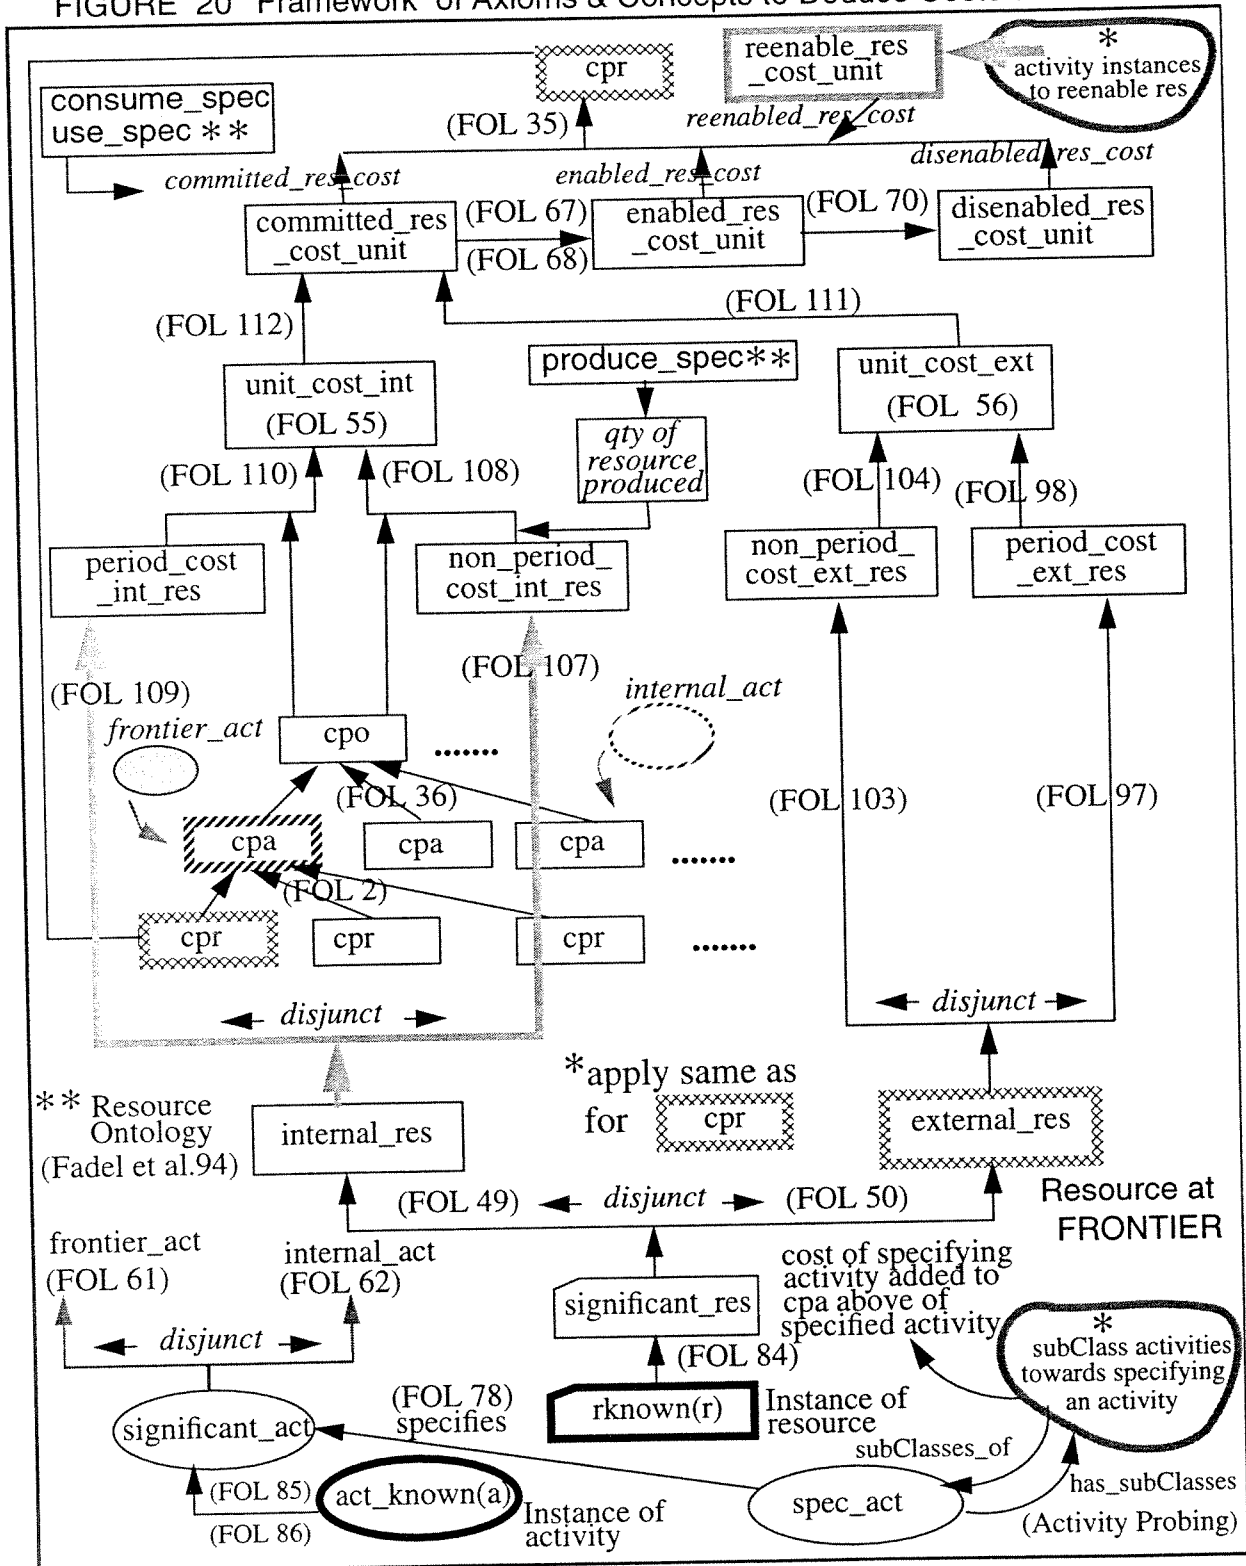 FIGURE 20 Framework of Axioms & Concepts to Deduce
cpr
reenable_res
_cost_unit
*
activity instances
to reenable res
consume_spec
use_spec **
(FOL 35)
reenabled_res_cost
committed_res_cost
enabled_res_cost
disenabled_res_cost
committed_res
_cost_unit
(FOL 67)
(FOL 68)
enabled_res
_cost_unit
(FOL 70)
disenabled_res
_cost_unit
(FOL 112)
(FOL 111)
unit_cost_int
(FOL 55)
produce_spec**
unit_cost_ext
(FOL 56)
qty of
resource
produced
(FOL 110)
(FOL 108)
(FOL 104)
(FOL 98)
period_cost
_int_res
non_period_
cost_int_res
non_period_
cost_ext_res
period_cost
_ext_res
(FOL 109)
(FOL 107)
frontier_act
internal_act
cpo
.......
(FOL 36)
(FOL 103)
(FOL 97)
cpa
cpa
cpa
.......
(FOL 2)
cpr
cpr
cpr
.......
disjunct
disjunct
** Resource
Ontology
(Fadel et al.94)
internal_res
*apply same as
for cpr
external_res
(FOL 49)
disjunct
(FOL 50)
Resource at
FRONTIER
frontier_act
(FOL 61)
internal_act
(FOL 62)
cost of specifying
activity added to
cpa above of
specified activity
significant_res
*
subClass activities
towards specifying
an activity
disjunct
(FOL 84)
(FOL 78)
specifies
rknown(r)
Instance of
resource
significant_act
subClasses_of
(FOL 85)
(FOL 86)
act_known(a)
Instance of
activity
spec_act
has_subClasses
(Activity Probing)